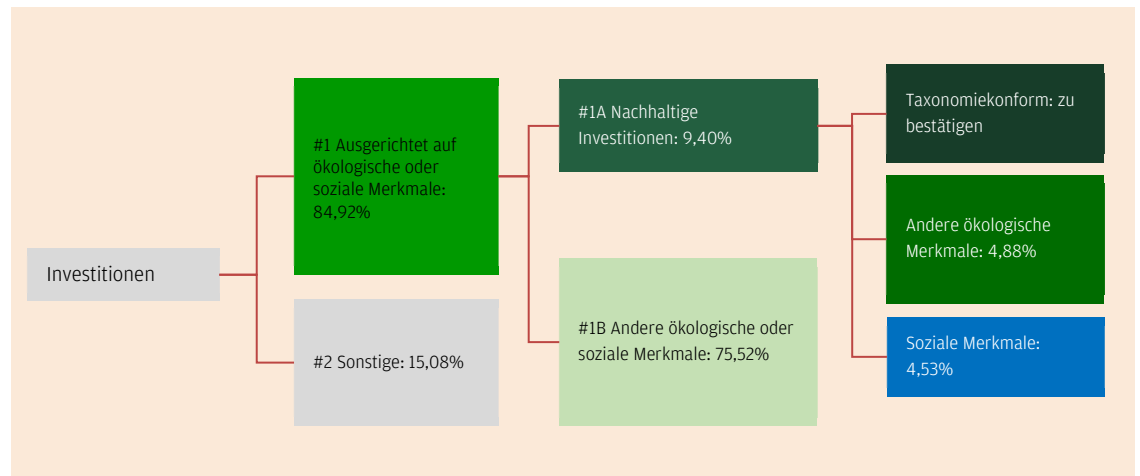 Investitionen
#1 Ausgerichtet auf
ökologische oder
soziale Merkmale:
84,92%
#2 Sonstige: 15,08%
#1A Nachhaltige
Investitionen: 9,40%
#1B Andere ökologische oder
soziale Merkmale: 75,52%
Taxonomiekonform: zu
bestätigen
Andere ökologische
Merkmale: 4,88%
Soziale Merkmale:
4,53%